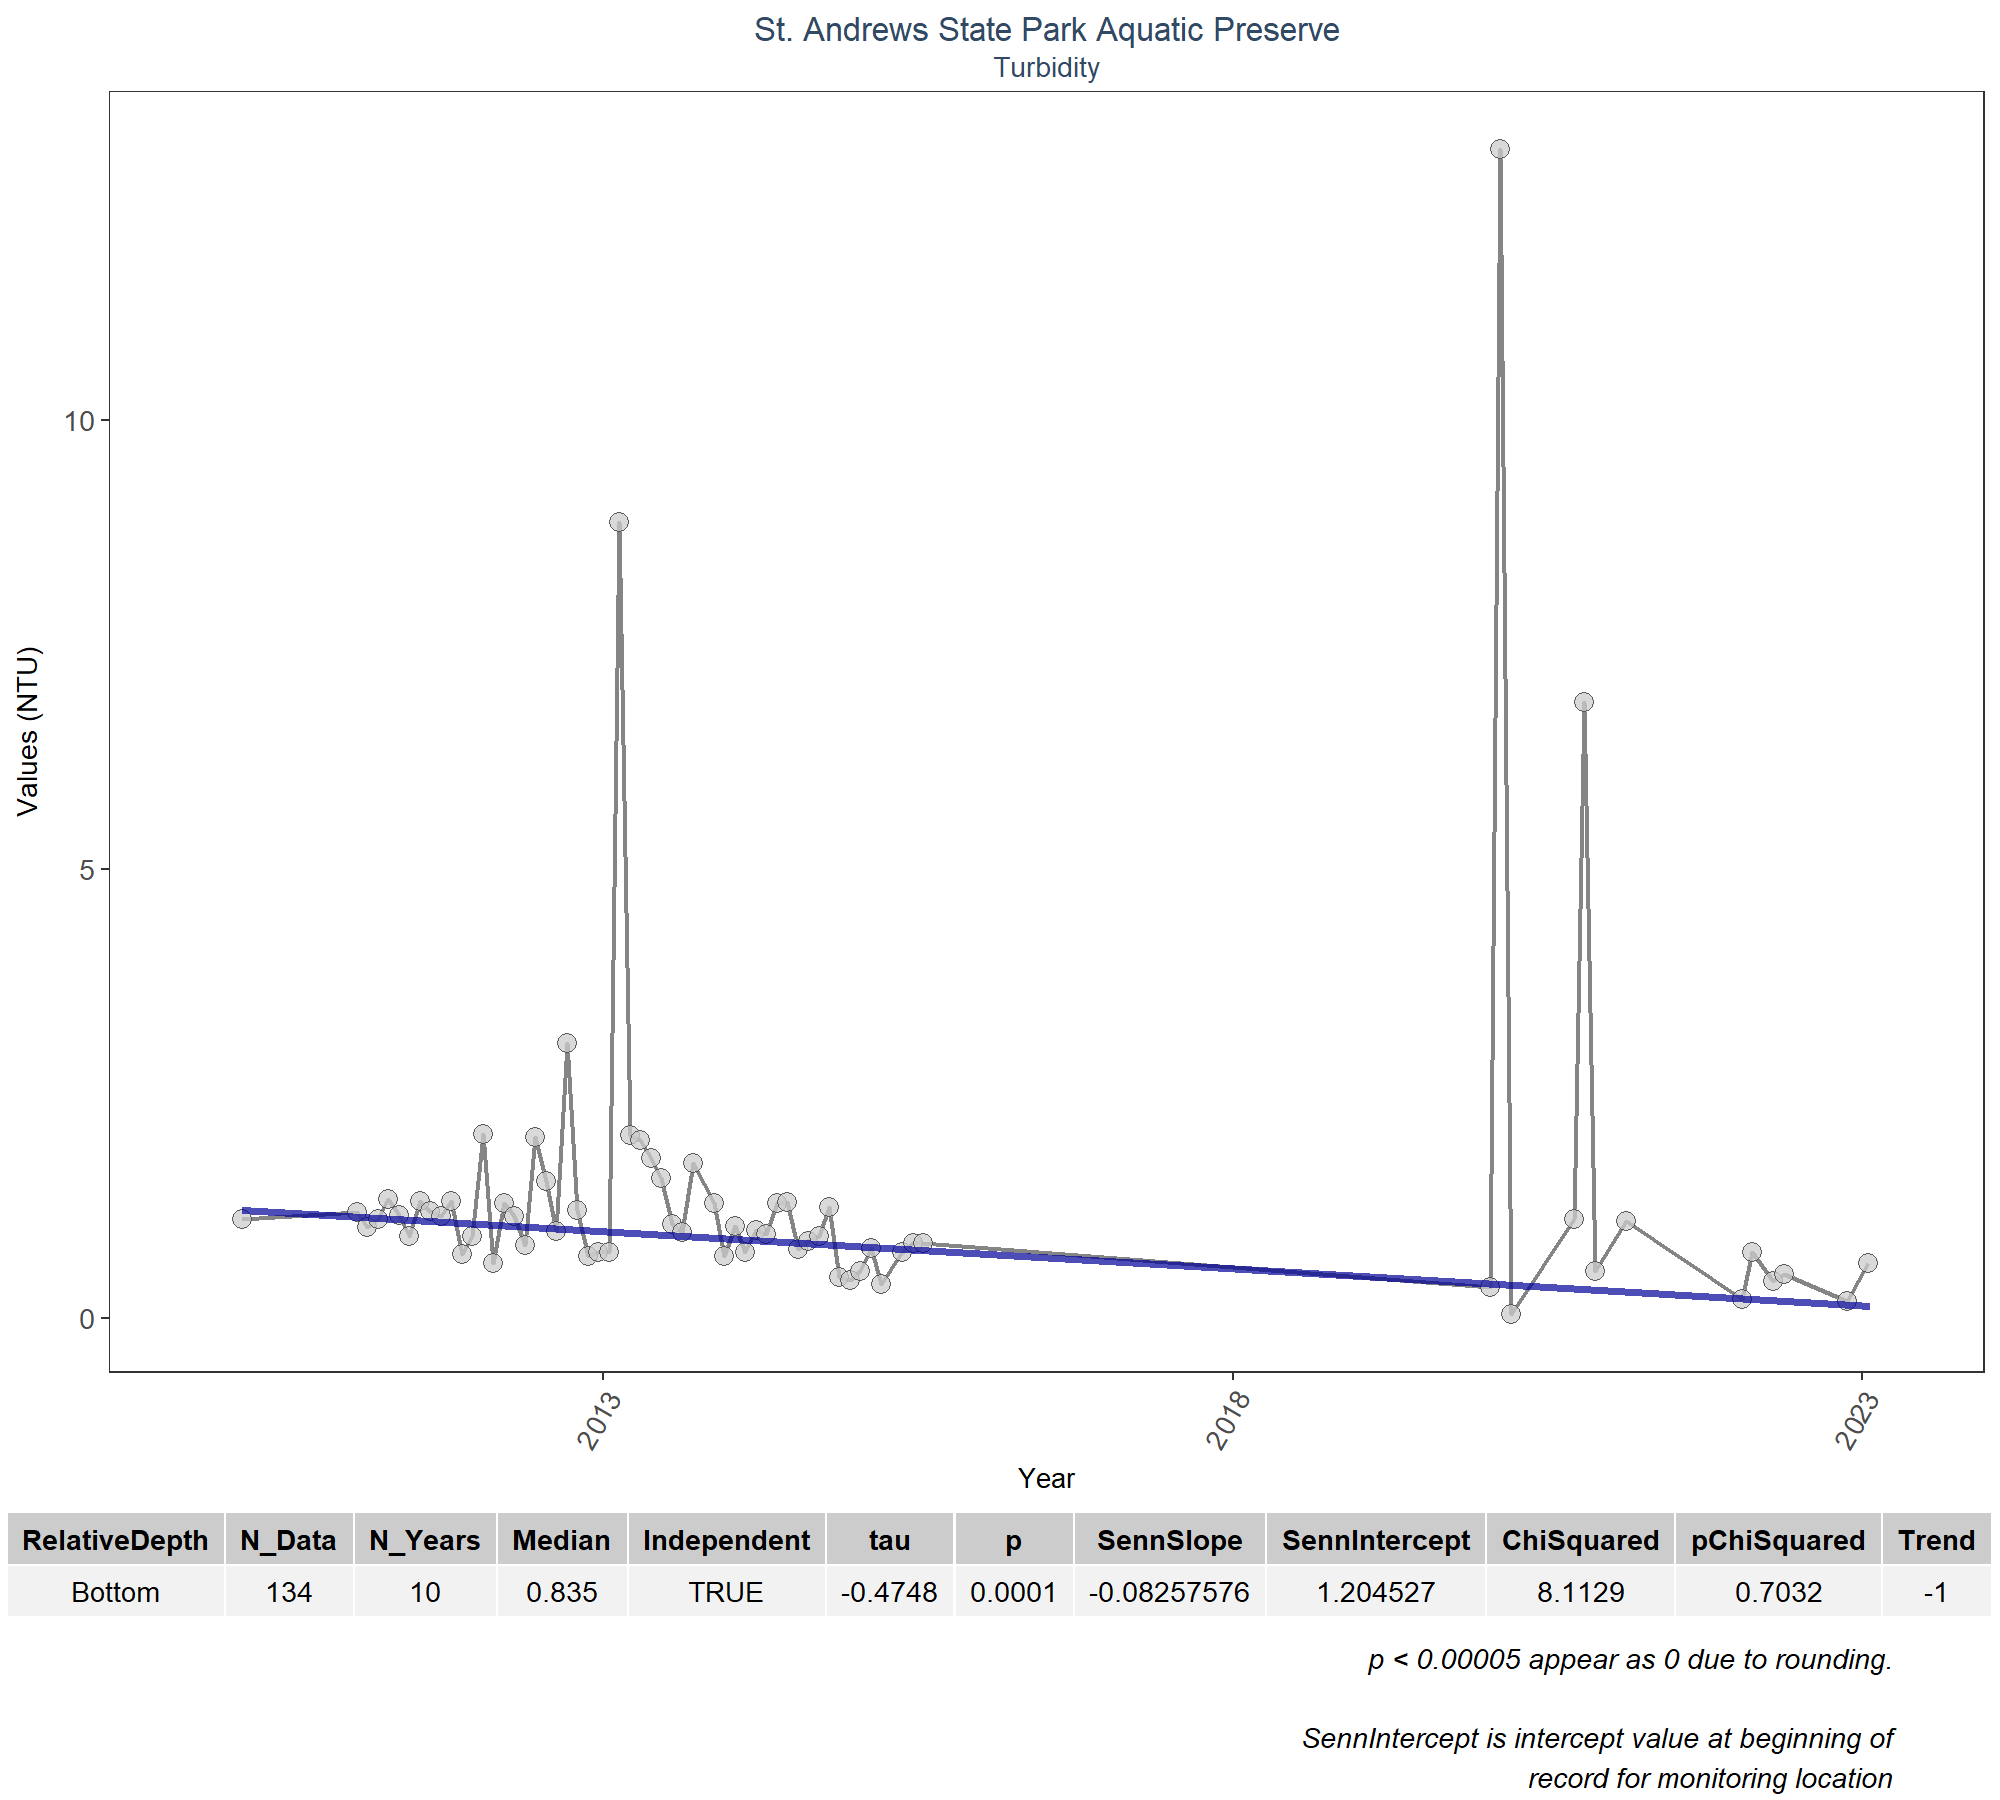 St. Andrews State Park Aquatic Preserve
Turbidity
Values (NTU)
10
5
0
2013
2018
2023
Year
RelativeDepth N_Data N_Years Median Independent tau p SennSlope SennIntercept ChiSquared pChiSquared Trend
Bottom 134 10 0.835 TRUE -0.4748 0.0001 -0.08257576 1.204527 8.1129 0.7032 -1
p < 0.00005 appear as 0 due to rounding.
SennIntercept is intercept value at beginning of
record for monitoring location